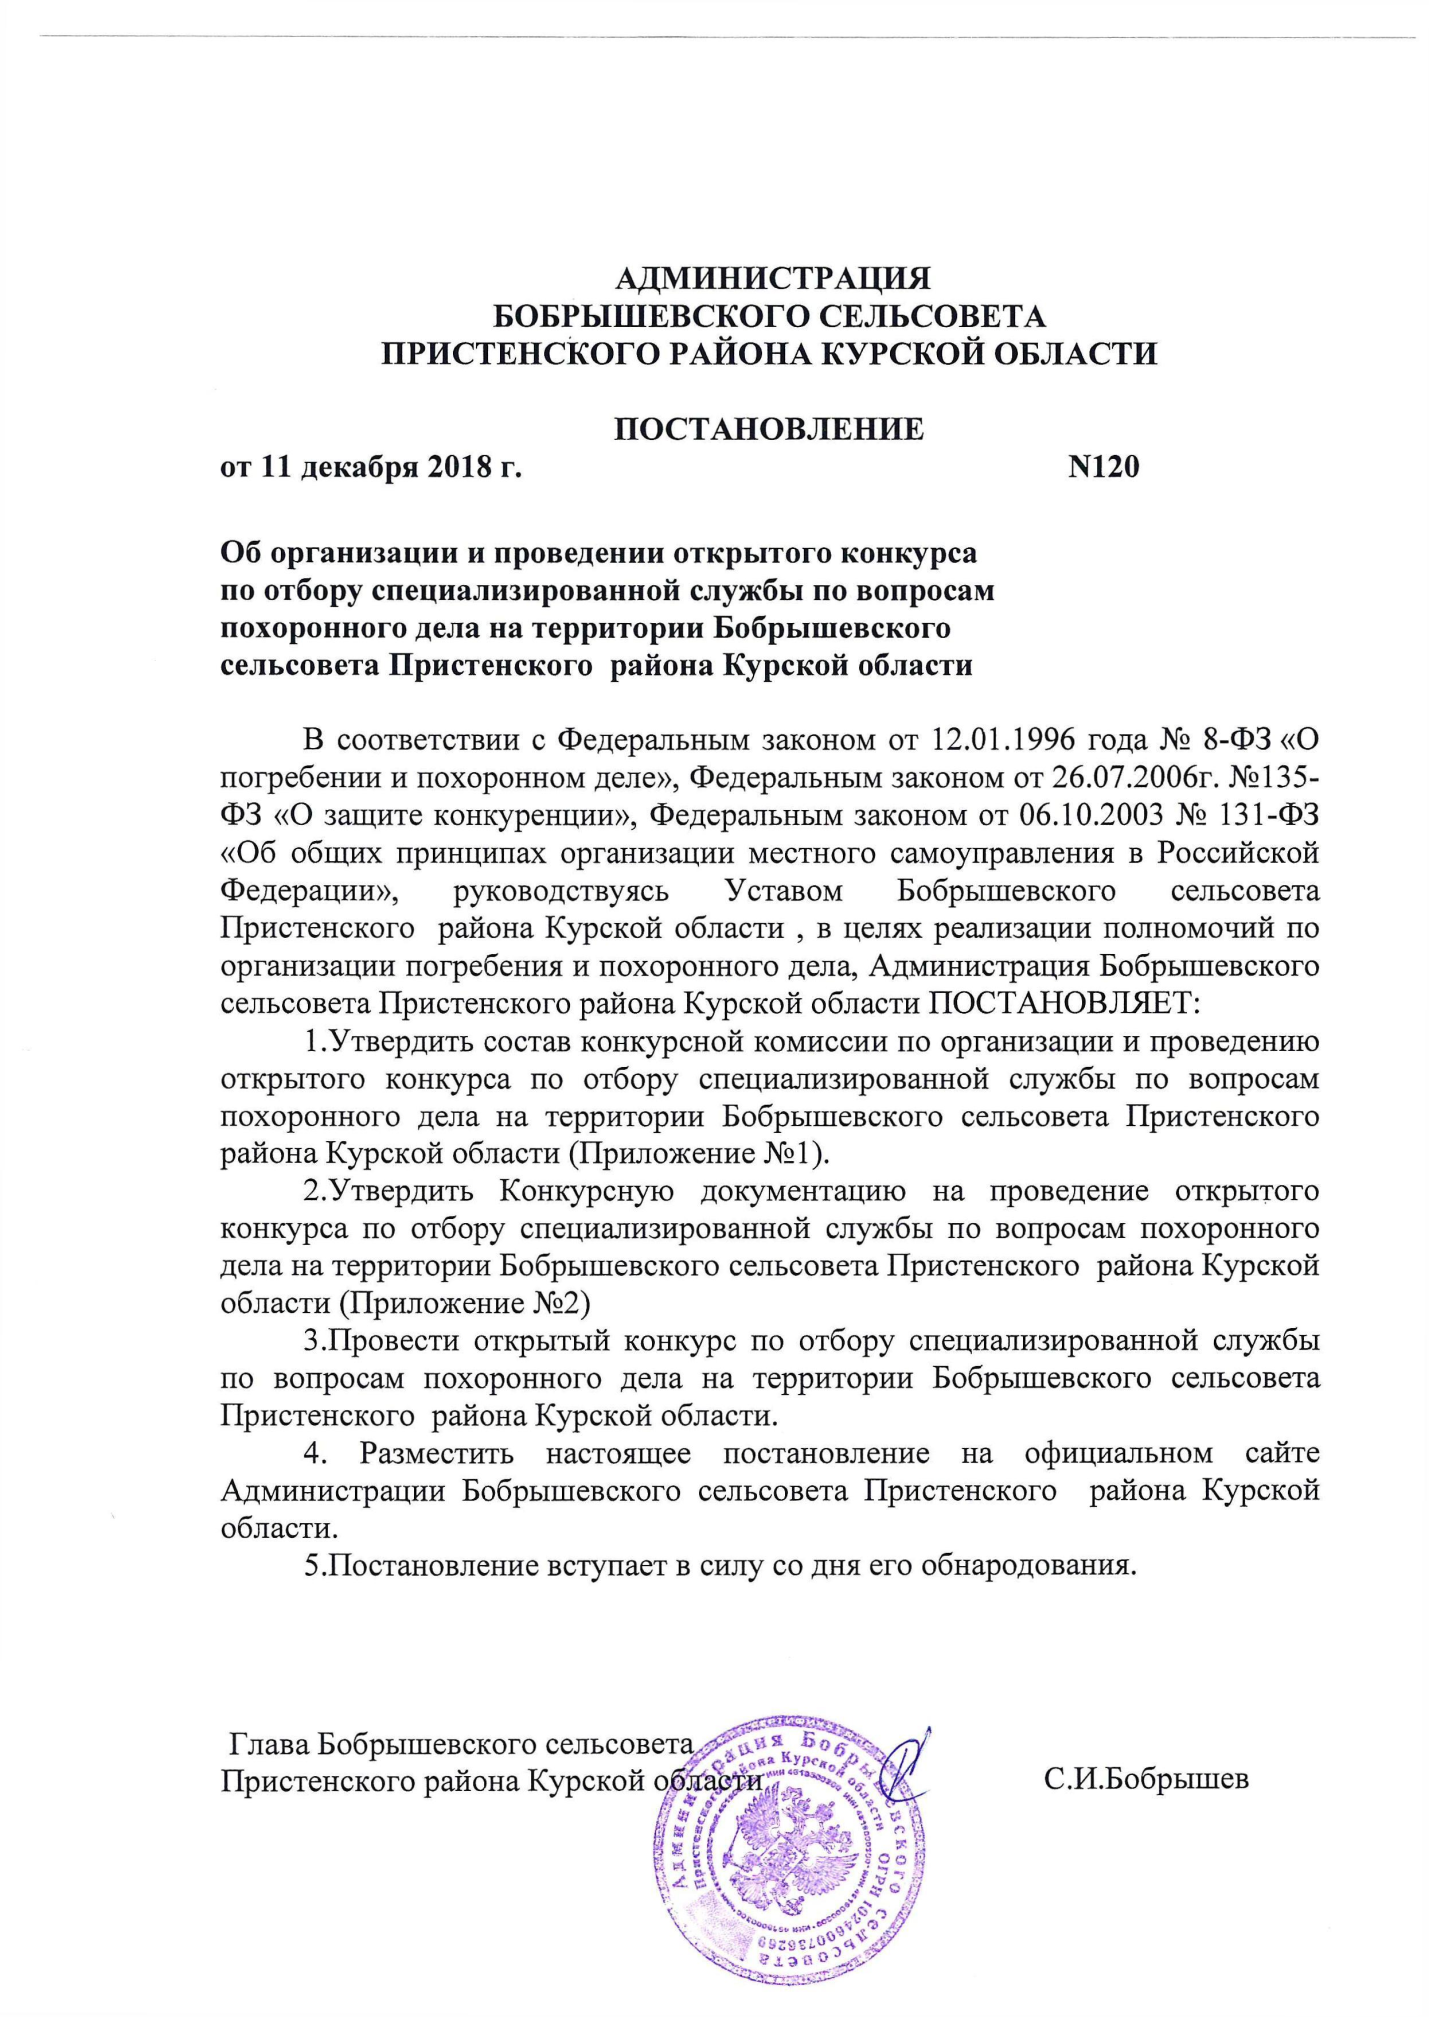 АДМИНИСТРАЦИЯ
БОБРЫШЕВСКОГО СЕЛЬСОВЕТА
ПРИСТЕНСКОГО РАЙОНА КУРСКОЙ ОБЛАСТИ
ПОСТАНОВЛЕНИЕ
от 11 декабря 2018 г. N120
Об организации и проведении открытого конкурса
по отбору специализированной службы по вопросам
похоронного дела на территории Бобрышевского
сельсовета Пристенского района Курской области
В соответствии с Федеральным законом от 12.01.1996 года № 8-ФЗ «О
погребении и похоронном деле», Федеральным законом от 26.07.2006г. №135-
ФЗ «О защите конкуренции», Федеральным законом от 06.10.2003 № 131-ФЗ
«Об общих принципах организации местного самоуправления в Российской
Федерации», руководствуясь Уставом Бобрышевского сельсовета
Пристенского района Курской области , в целях реализации полномочий по
организации погребения и похоронного дела, Администрация Бобрышевского
сельсовета Пристенского района Курской области ПОСТАНОВЛЯЕТ:
1.Утвердить состав конкурсной комиссии по организации и проведению
открытого конкурса по отбору специализированной службы по вопросам
похоронного дела на территории Бобрышевского сельсовета Пристенского
района Курской области (Приложение №1).
2.Утвердить Конкурсную документацию на проведение открытого
конкурса по отбору специализированной службы по вопросам похоронного
дела на территории Бобрышевского сельсовета Пристенского района Курской
области (Приложение №2)
3.Провести открытый конкурс по отбору специализированной службы
по вопросам похоронного дела на территории Бобрышевского сельсовета
Пристенского района Курской области.
4. Разместить настоящее постановление на официальном сайте
Администрации Бобрышевского сельсовета Пристенского района Курской
области.
5.Постановление вступает в силу со дня его обнародования.
Глава Бобрышевского сельсовета
Пристенского района Курской области. С.И.Бобрышев
Администрация Бобрышевского сельсовета
Пристенского района Курской области ОГРН 1024600736269